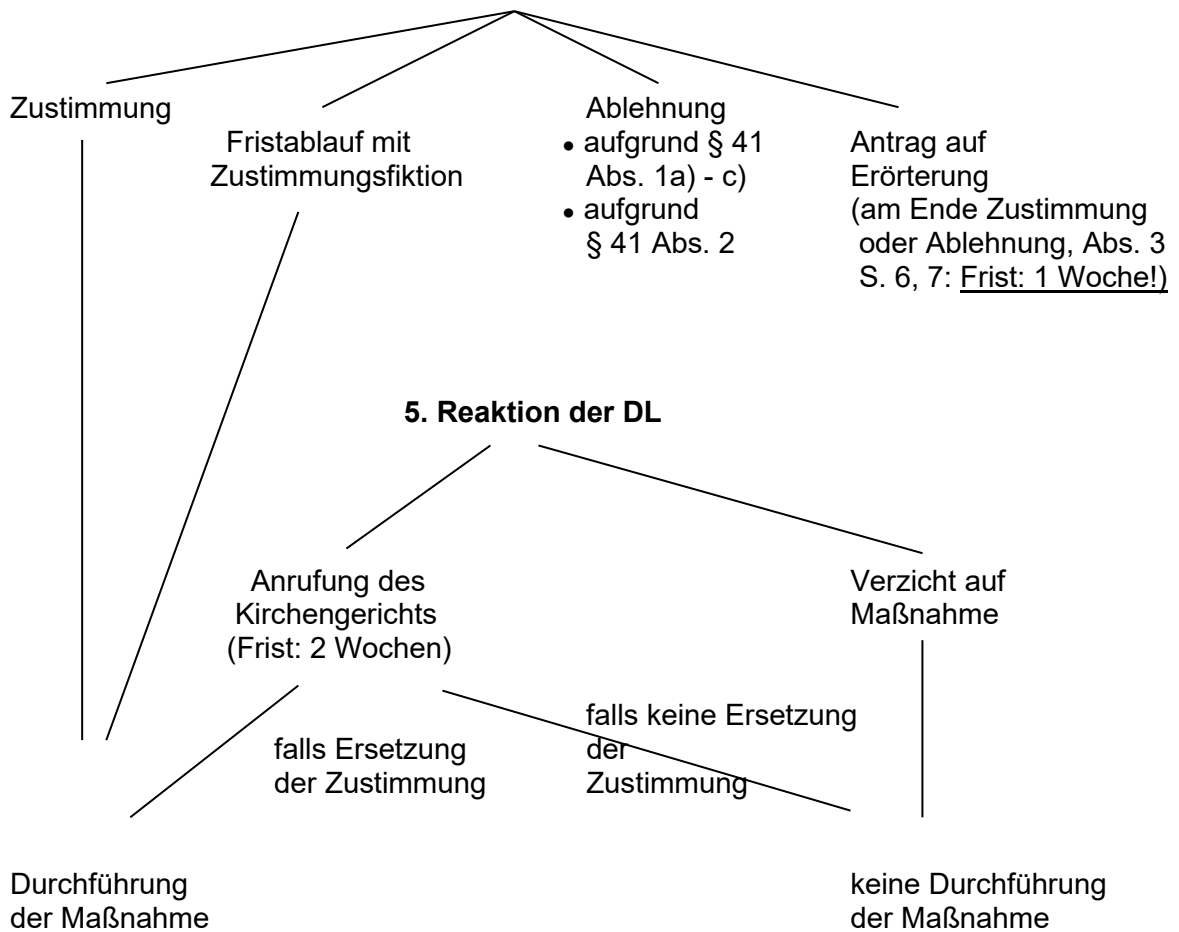 Zustimmung
Fristablauf mit
Zustimmungsfiktion
Ablehnung
• aufgrund § 41
Abs. 1a) - c)
• aufgrund
§ 41 Abs. 2
Antrag auf
Erörterung
(am Ende Zustimmung
oder Ablehnung, Abs. 3
S. 6, 7: Frist: 1 Woche!)
5. Reaktion der DL
Anrufung des
Kirchengerichts
(Frist: 2 Wochen)
Verzicht auf
Maßnahme
falls Ersetzung
der Zustimmung
falls keine Ersetzung
der
Zustimmung
Durchführung
der Maßnahme
keine Durchführung
der Maßnahme